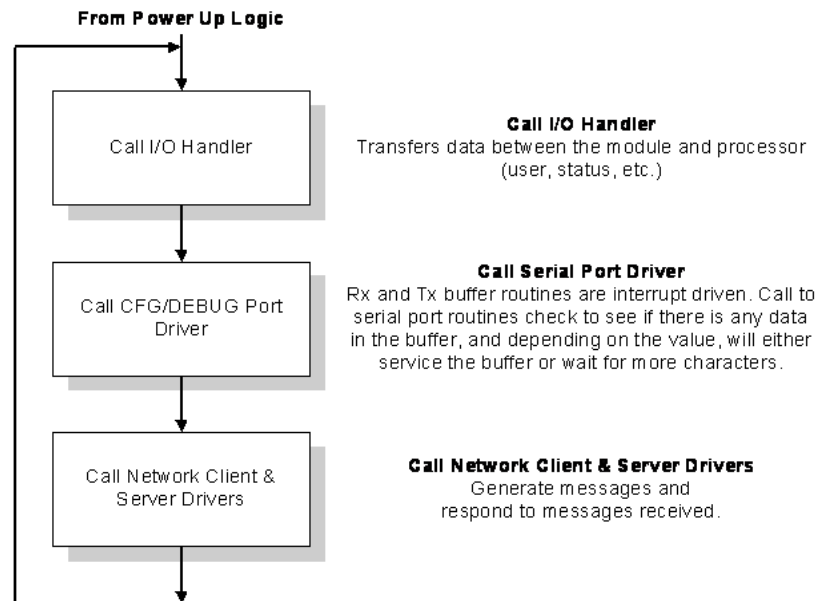 From Power Up Logic
Call I/O Handler
Call I/O Handler
Transfers data between the module and processor
(user, status, etc.)
Call CFG/DEBUG Port
Driver
Call Serial Port Driver
Rx and Tx buffer routines are interrupt driven. Call to
serial port routines check to see if there is any data
in the buffer, and depending on the value, will either
service the buffer or wait for more characters.
Call Network Client &
Server Drivers
Call Network Client & Server Drivers
Generate messages and
respond to messages received.